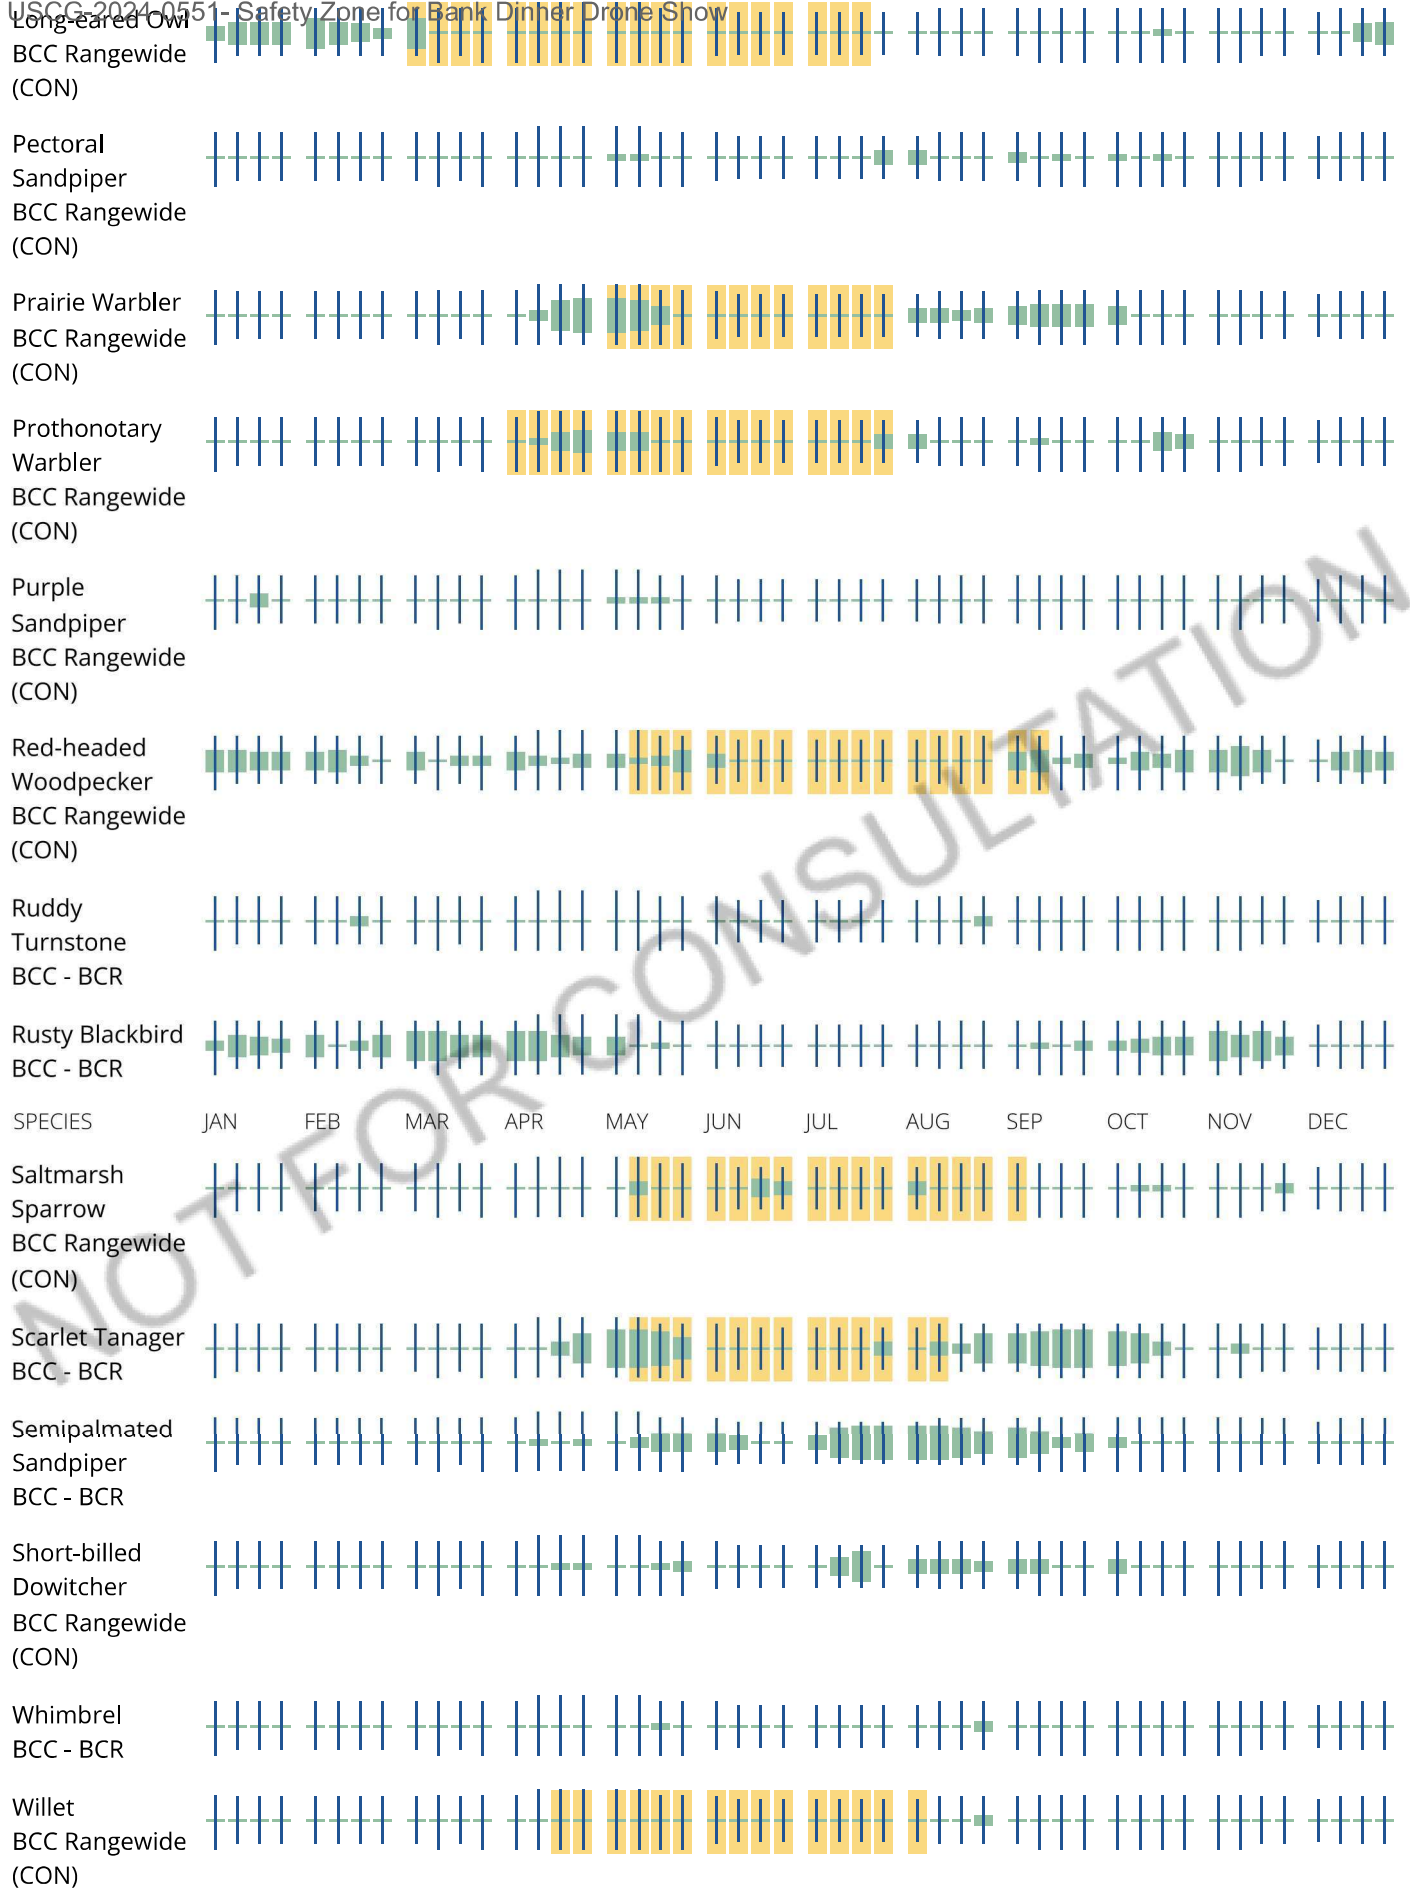 USCG-2024-0551- Safety Zone for Bank Dinner Drone Show
Long-eared Owl
BCC Rangewide
(CON)
Pectoral
Sandpiper
BCC Rangewide
(CON)
Prairie Warbler
BCC Rangewide
(CON)
Prothonotary
Warbler
BCC Rangewide
(CON)
Purple
Sandpiper
BCC Rangewide
(CON)
Red-headed
Woodpecker
BCC Rangewide
(CON)
Ruddy
Turnstone
BCC - BCR
Rusty Blackbird
BCC - BCR
SPECIES JAN FEB MAR APR MAY JUN JUL AUG SEP OCT NOV DEC
Saltmarsh
Sparrow
BCC Rangewide
(CON)
Scarlet Tanager
BCC - BCR
Semipalmated
Sandpiper
BCC - BCR
Short-billed
Dowitcher
BCC Rangewide
(CON)
Whimbrel
BCC - BCR
Willet
BCC Rangewide
(CON)
NOT FOR CONSULTATION